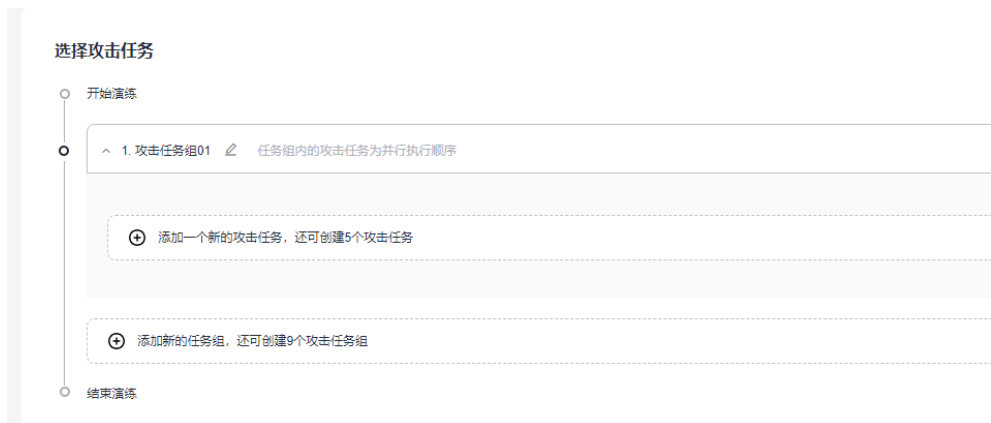 选择攻击任务
开始演练
1. 攻击任务组01 任务组内的攻击任务为并行执行顺序
添加一个新的攻击任务，还可创建5个攻击任务
添加新的任务组，还可创建9个攻击任务组
结束演练